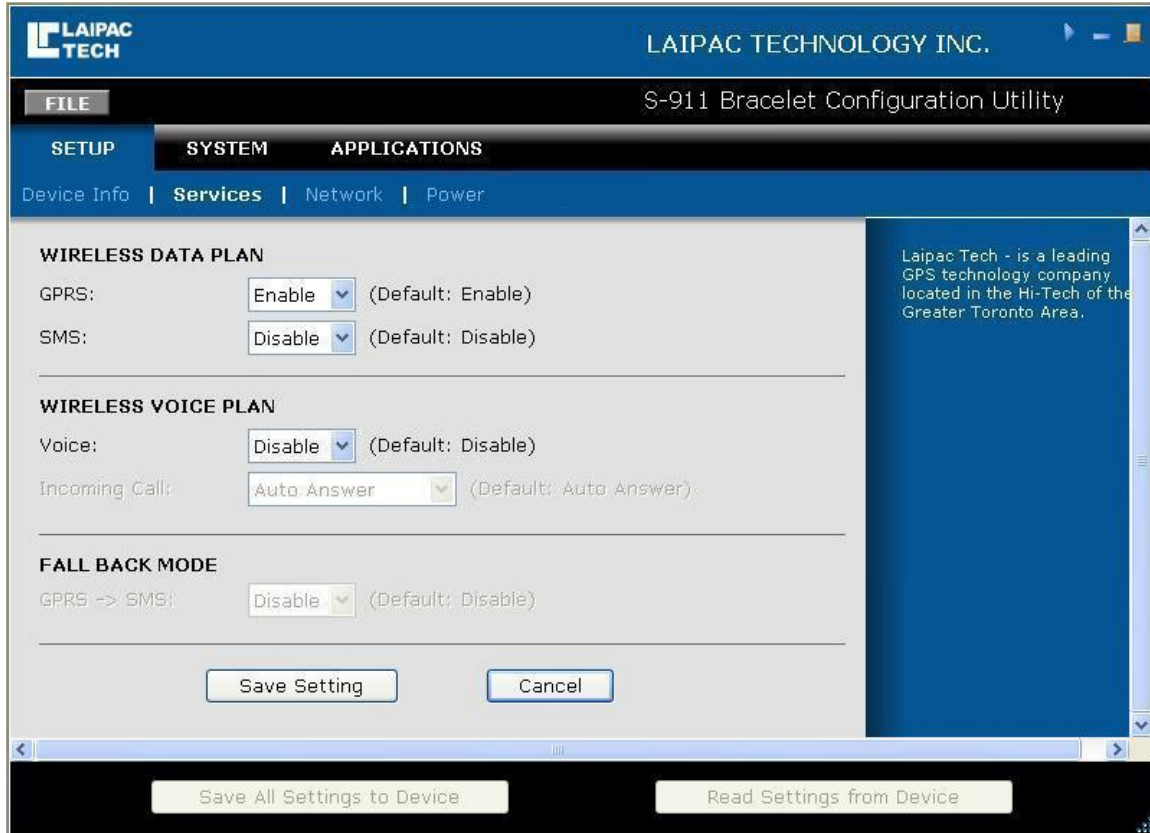 LAIPAC
TECH
LAIPAC TECHNOLOGY INC.
FILE
S-911 Bracelet Configuration Utility
SETUP SYSTEM APPLICATIONS
Device Info | Services | Network | Power
WIRELESS DATA PLAN
GPRS: Enable (Default: Enable)
SMS: Disable (Default: Disable)
WIRELESS VOICE PLAN
Voice: Disable (Default: Disable)
Incoming Call: Auto Answer (Default: Auto Answer)
FALL BACK MODE
GPRS -> SMS: Disable (Default: Disable)
Save Setting Cancel
Laipac Tech - is a leading
GPS technology company
located in the Hi-Tech of the
Greater Toronto Area.
Save All Settings to Device Read Settings from Device